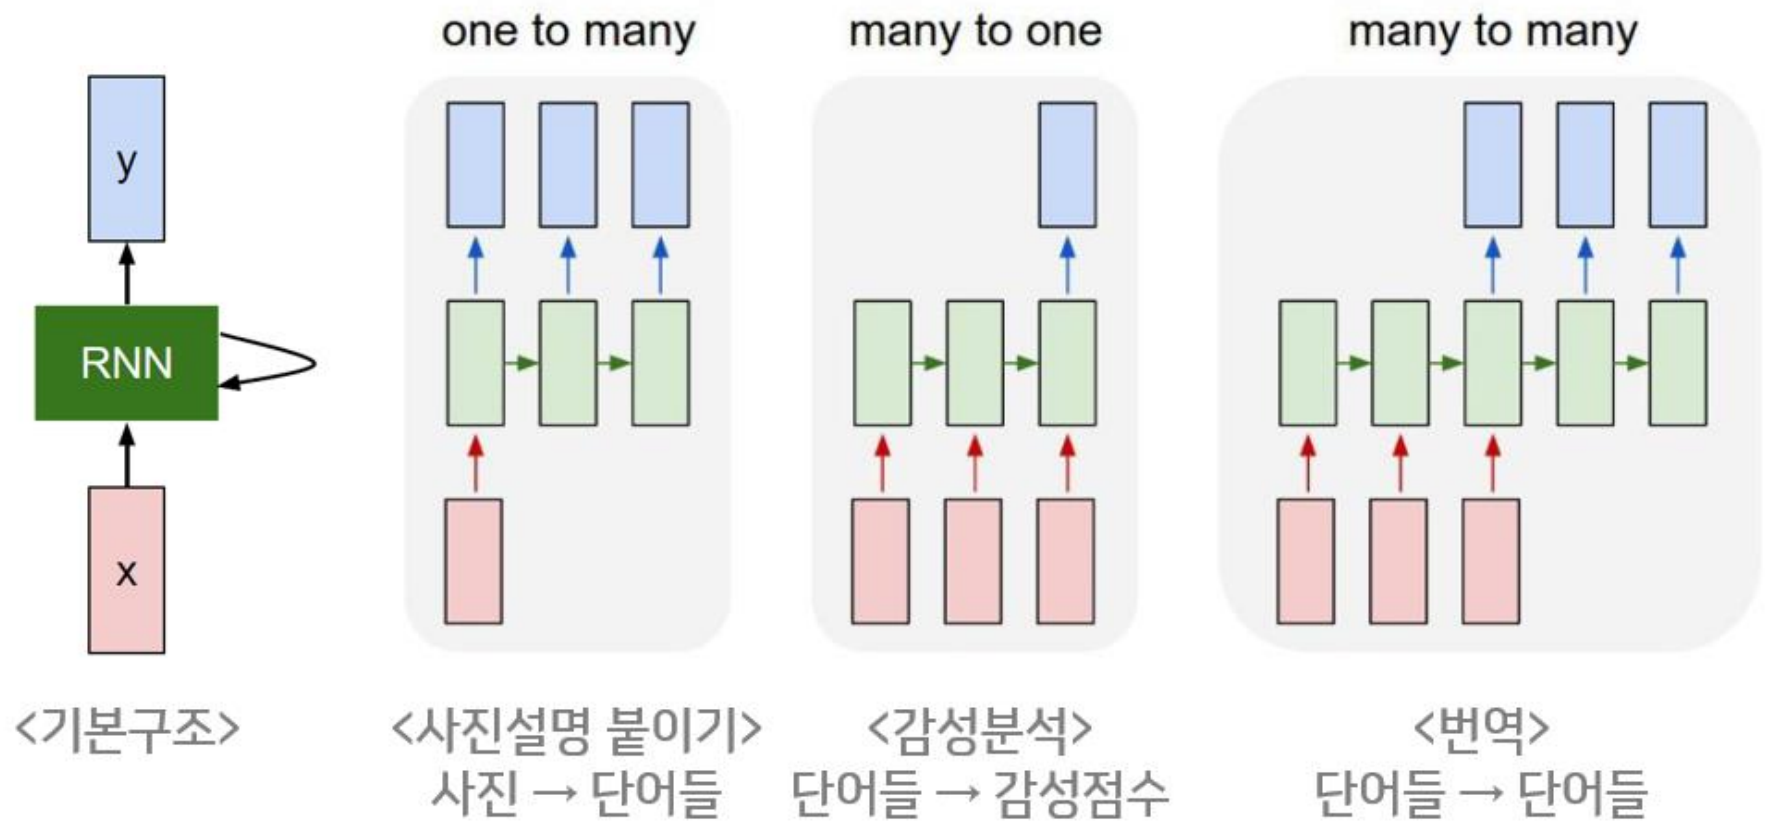 one to many
many to one
many to many
y
RNN
x
<기본구조>
<사진설명 붙이기>
사진 → 단어들
<감성분석>
단어들 → 감성점수
<번역>
단어들 → 단어들